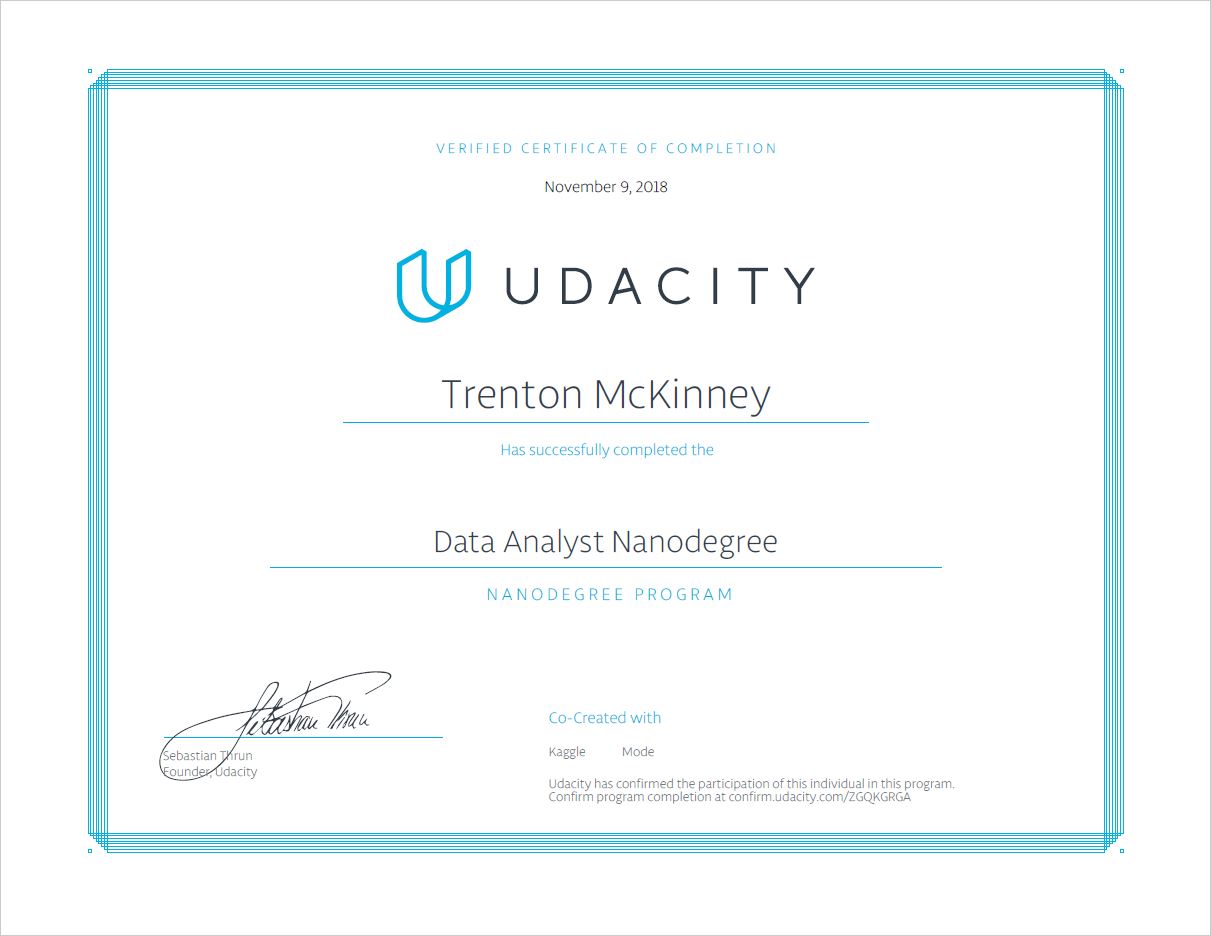 VERIFIED CERTIFICATE OF COMPLETION
November 9, 2018
UDACITY
Trenton McKinney
Has successfully completed the
Data Analyst Nanodegree
NANODEGREE PROGRAM
Sebastian Thrun
Sebastian Thrun
Founder, Udacity
Co-Created with
Kaggle Mode
Udacity has confirmed the participation of this individual in this program.
Confirm program completion at confirm.udacity.com/ZGQKGRGA